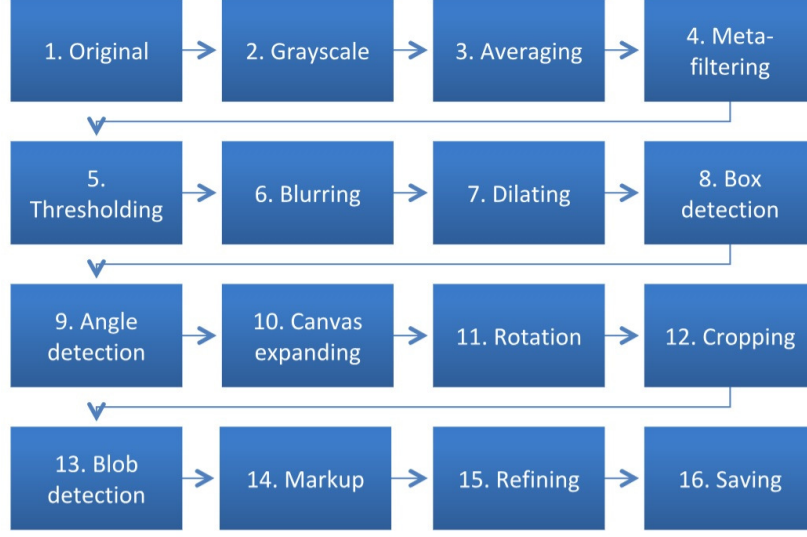 1. Original
2. Grayscale
3. Averaging
4. Meta-
filtering
5.
Thresholding
6. Blurring
7. Dilating
8. Box
detection
9. Angle
detection
10. Canvas
expanding
11. Rotation
12. Cropping
13. Blob
detection
14. Markup
15. Refining
16. Saving